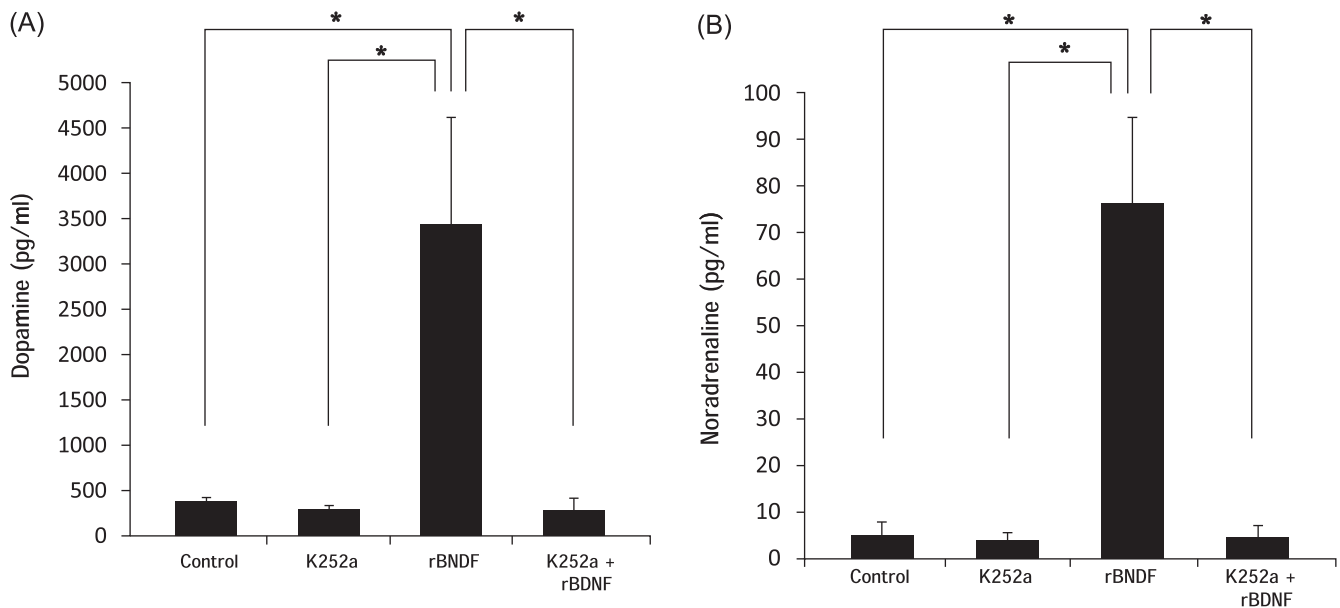 (A)
*
*
*
Dopamine (pg/ml)
5000
4500
4000
3500
3000
2500
2000
1500
1000
500
0
Control
K252a
rBNDF
K252a +
rBDNF
(B)
*
*
*
Noradrenaline (pg/ml)
100
90
80
70
60
50
40
30
20
10
0
Control
K252a
rBNDF
K252a +
rBDNF